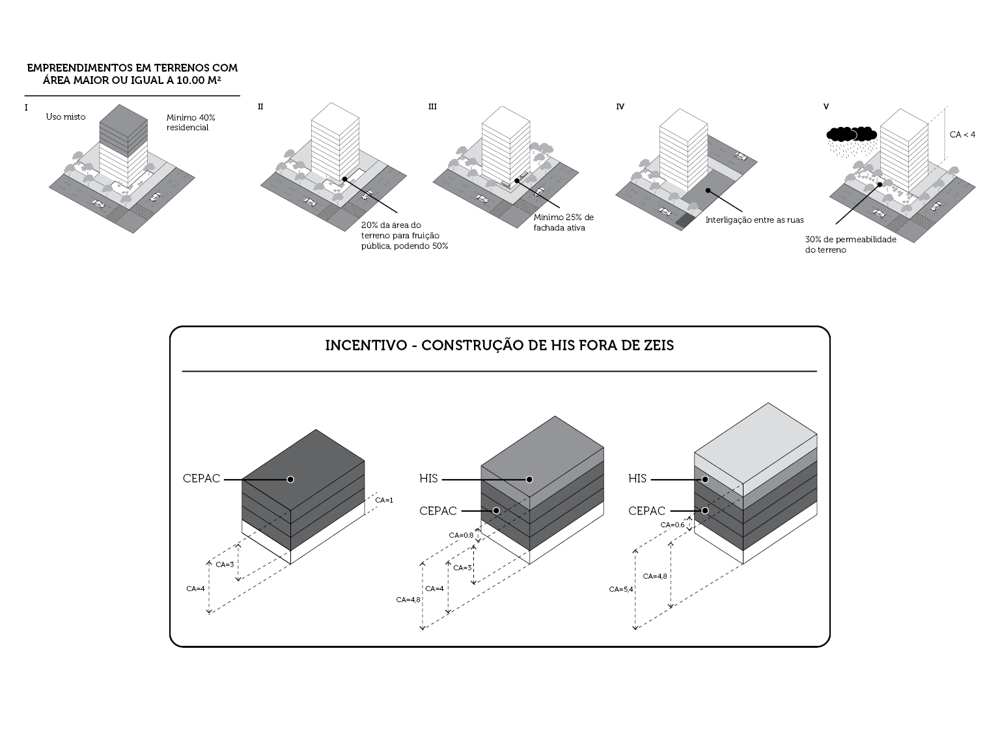 EMPREENDIMENTOS EM TERRENOS COM
ÁREA MAIOR OU IGUAL A 10.00 M²
I
Uso misto
Mínimo 40%
residencial
II
20% da área do
terreno para fruição
pública, podendo 50%
III
Mínimo 25% de
fachada ativa
IV
Interligação entre as ruas
V
CA < 4
30% de permeabilidade
do terreno
INCENTIVO - CONSTRUÇÃO DE HIS FORA DE ZEIS
CEPAC
CA=1
CA=3
CA=4
HIS
CEPAC
CA=0.8
CA=3
CA=4
CA=4,8
HIS
CEPAC
CA=0.6
CA=4,8
CA=5,4